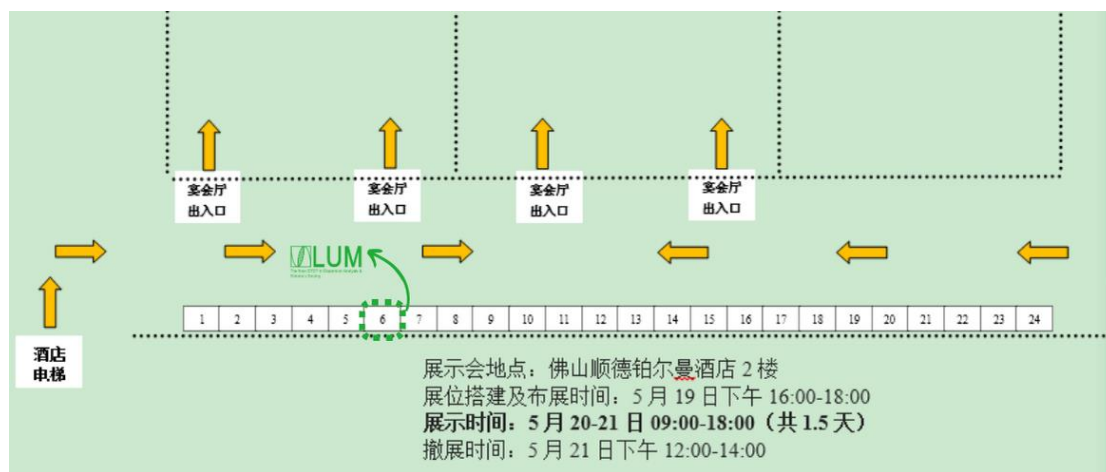 宴会厅
出入口
宴会厅
出入口
宴会厅
出入口
宴会厅
出入口
LUM
1 2 3 4 5 6 7 8 9 10 11 12 13 14 15 16 17 18 19 20 21 22 23 24
酒店
电梯
展示会地点：佛山顺德铂尔曼酒店 2 楼
展位搭建及布展时间：5 月 19 日下午 16:00-18:00
展示时间：5 月 20-21 日 09:00-18:00（共 1.5 天）
撤展时间：5 月 21 日下午 12:00-14:00